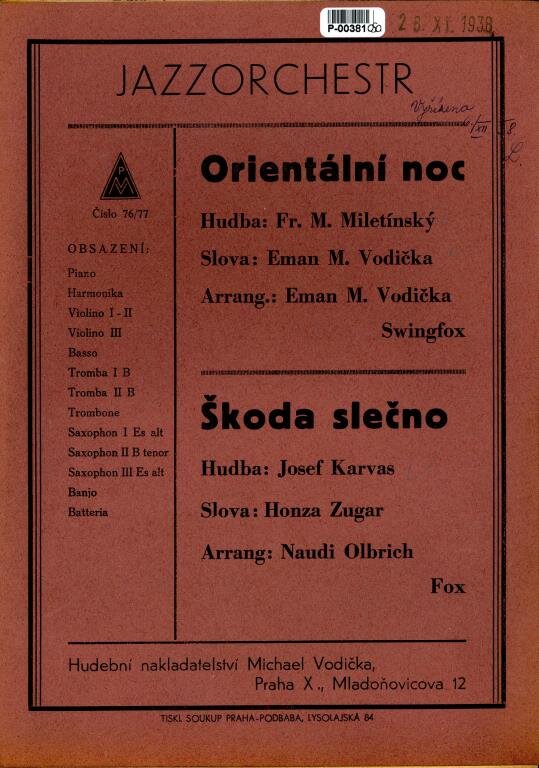 P-00381
28. XI. 1938
JAZZORCHESTR
Vyřízeno
P
M
Číslo 76/77
OBSAZENÍ:
Piano
Harmonika
Violino I - II
Violino III
Basso
Tromba I B
Tromba II B
Trombone
Saxophon I Es alt
Saxophon II B tenor
Saxophon III Es alt
Banjo
Batteria
Orientální noc
Hudba: Fr. M. Miletínský
Slova: Eman M. Vodička
Arrang.: Eman M. Vodička
Swingfox
Škoda slečno
Hudba: Josef Karvas
Slova: Honza Zugar
Arrang: Naudi Olbrich
Fox
Hudební nakladatelství Michael Vodička,
Praha X., Mladoňovicova 12
TISKL SOUKUP PRAHA-PODBABA, LYSOLAJSKÁ 84